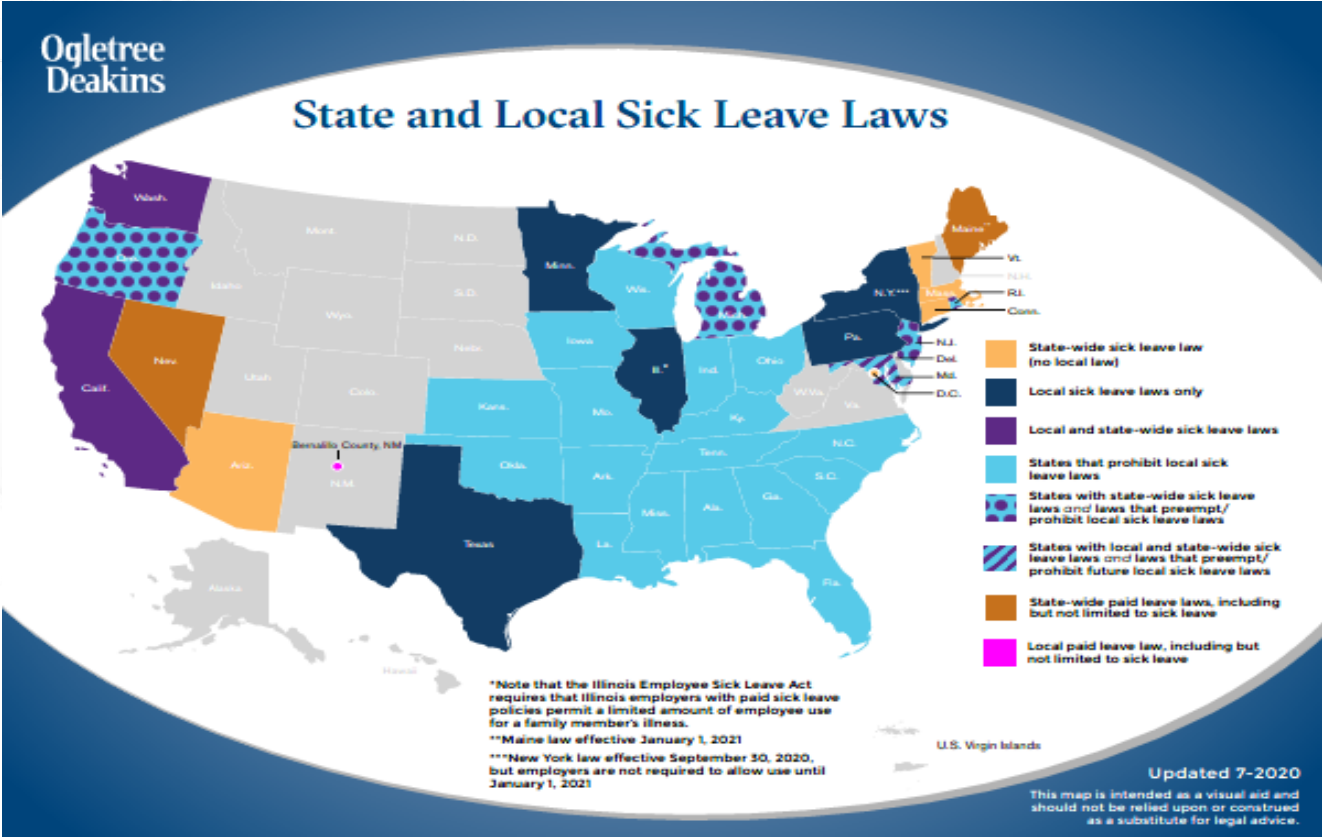 Ogletree
Deakins
State and Local Sick Leave Laws
Wash.
Ore.
Calif.
Nev.
Idaho
Mont.
Wyo.
Utah
Colo.
Ariz.
Bernalillo County, NM
N.M.
N.D.
S.D.
Nebr.
Kans.
Okla.
Texas
Minn.
Iowa
Mo.
Ark.
La.
Wis.
Ill.*
Mich.
Ind.
Ohio
Ky.
Tenn.
Miss.
Ala.
Ga.
Fla.
S.C.
N.C.
W.Va.
Va.
Pa.
N.Y.***
Maine**
Mass.
Vt.
N.H.
R.I.
Conn.
N.J.
Del.
Md.
D.C.
Alaska
Hawaii
U.S. Virgin Islands
State-wide sick leave law
(no local law)
Local sick leave laws only
Local and state-wide sick leave laws
States that prohibit local sick
leave laws
States with state-wide sick leave
laws and laws that preempt/
prohibit local sick leave laws
States with local and state-wide sick
leave laws and laws that preempt/
prohibit future local sick leave laws
State-wide paid leave laws, including
but not limited to sick leave
Local paid leave law, including but
not limited to sick leave
*Note that the Illinois Employee Sick Leave Act
requires that Illinois employers with paid sick leave
policies permit a limited amount of employee use
for a family member's illness.
**Maine law effective January 1, 2021
***New York law effective September 30, 2020,
but employers are not required to allow use until
January 1, 2021
Updated 7-2020
This map is intended as a visual aid and
should not be relied upon or construed
as a substitute for legal advice.